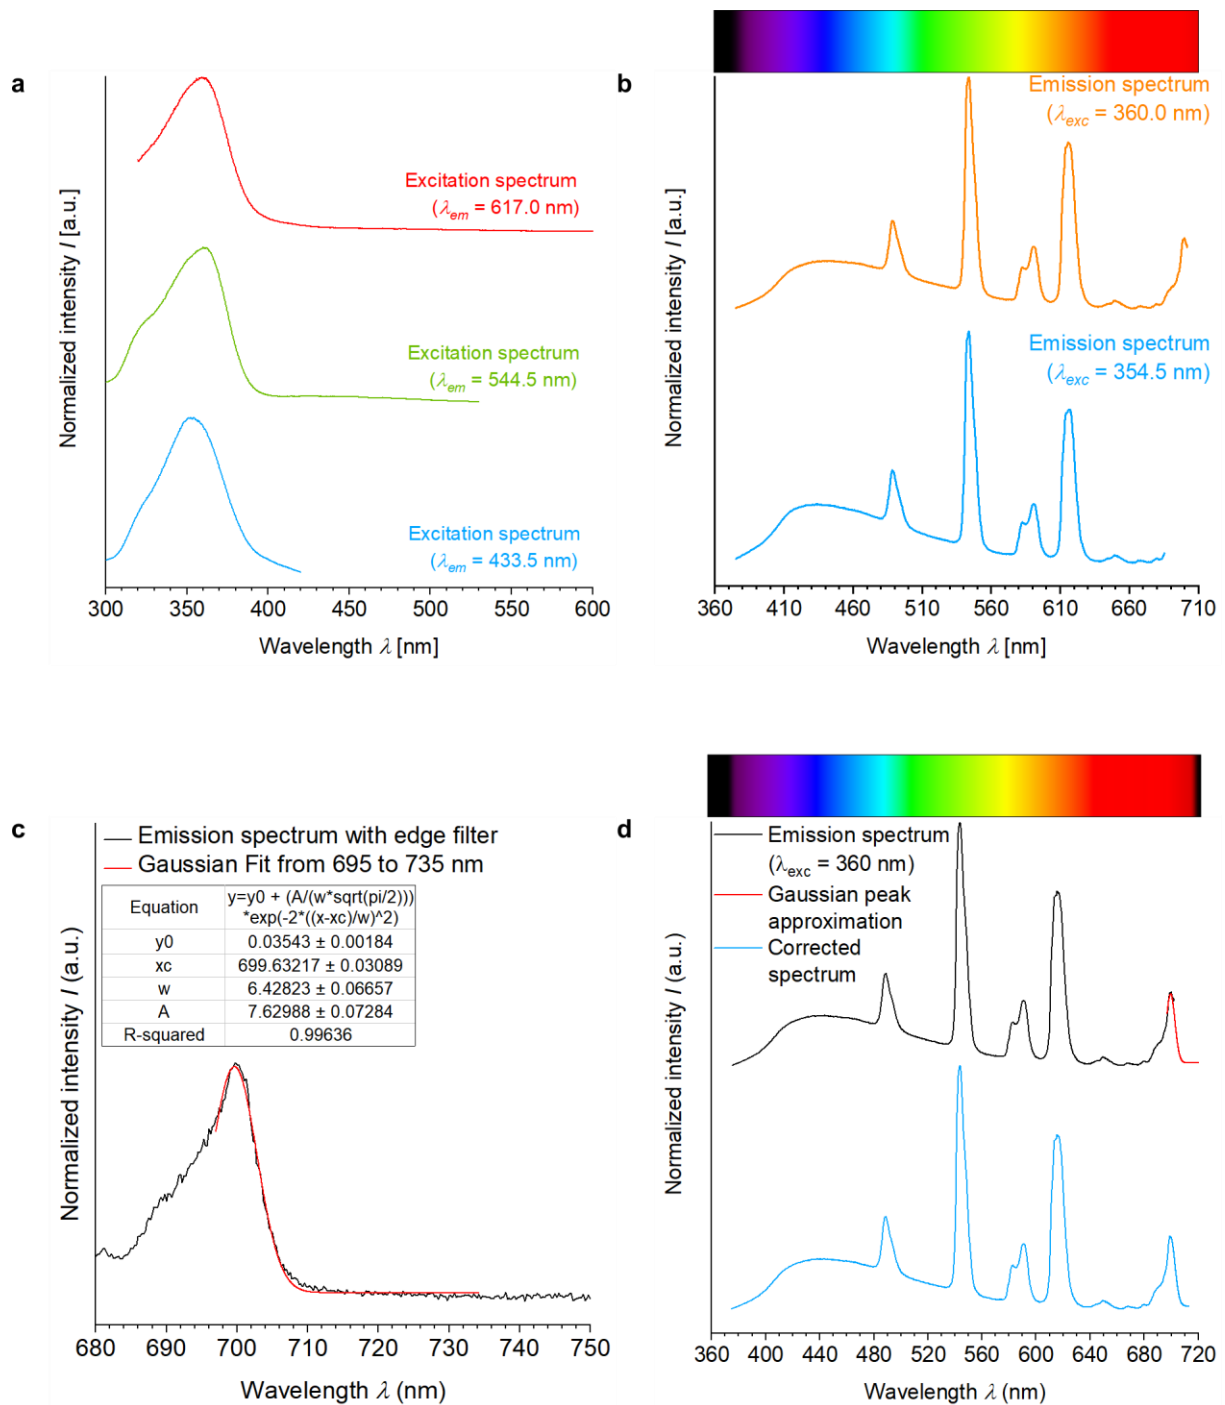 a
Normalized intensity I [a.u.]
Excitation spectrum
(λem = 617.0 nm)
Excitation spectrum
(λem = 544.5 nm)
Excitation spectrum
(λem = 433.5 nm)
300 350 400 450 500 550 600
Wavelength λ [nm]
b
Normalized intensity I [a.u.]
Emission spectrum
(λexc = 360.0 nm)
Emission spectrum
(λexc = 354.5 nm)
360 410 460 510 560 610 660 710
Wavelength λ [nm]
c
Normalized intensity I (a.u.)
Emission spectrum with edge filter
Gaussian Fit from 695 to 735 nm
Equation y=y0 + (A/(w*sqrt(pi/2)))
*exp(-2*((x-xc)/w)^2)
y0 0.03543 ± 0.00184
xc 699.63217 ± 0.03089
w 6.42823 ± 0.06657
A 7.62988 ± 0.07284
R-squared 0.99636
680 690 700 710 720 730 740 750
Wavelength λ (nm)
d
Normalized intensity I (a.u.)
Emission spectrum
(λexc = 360 nm)
Gaussian peak
approximation
Corrected
spectrum
360 400 440 480 520 560 600 640 680 720
Wavelength λ (nm)